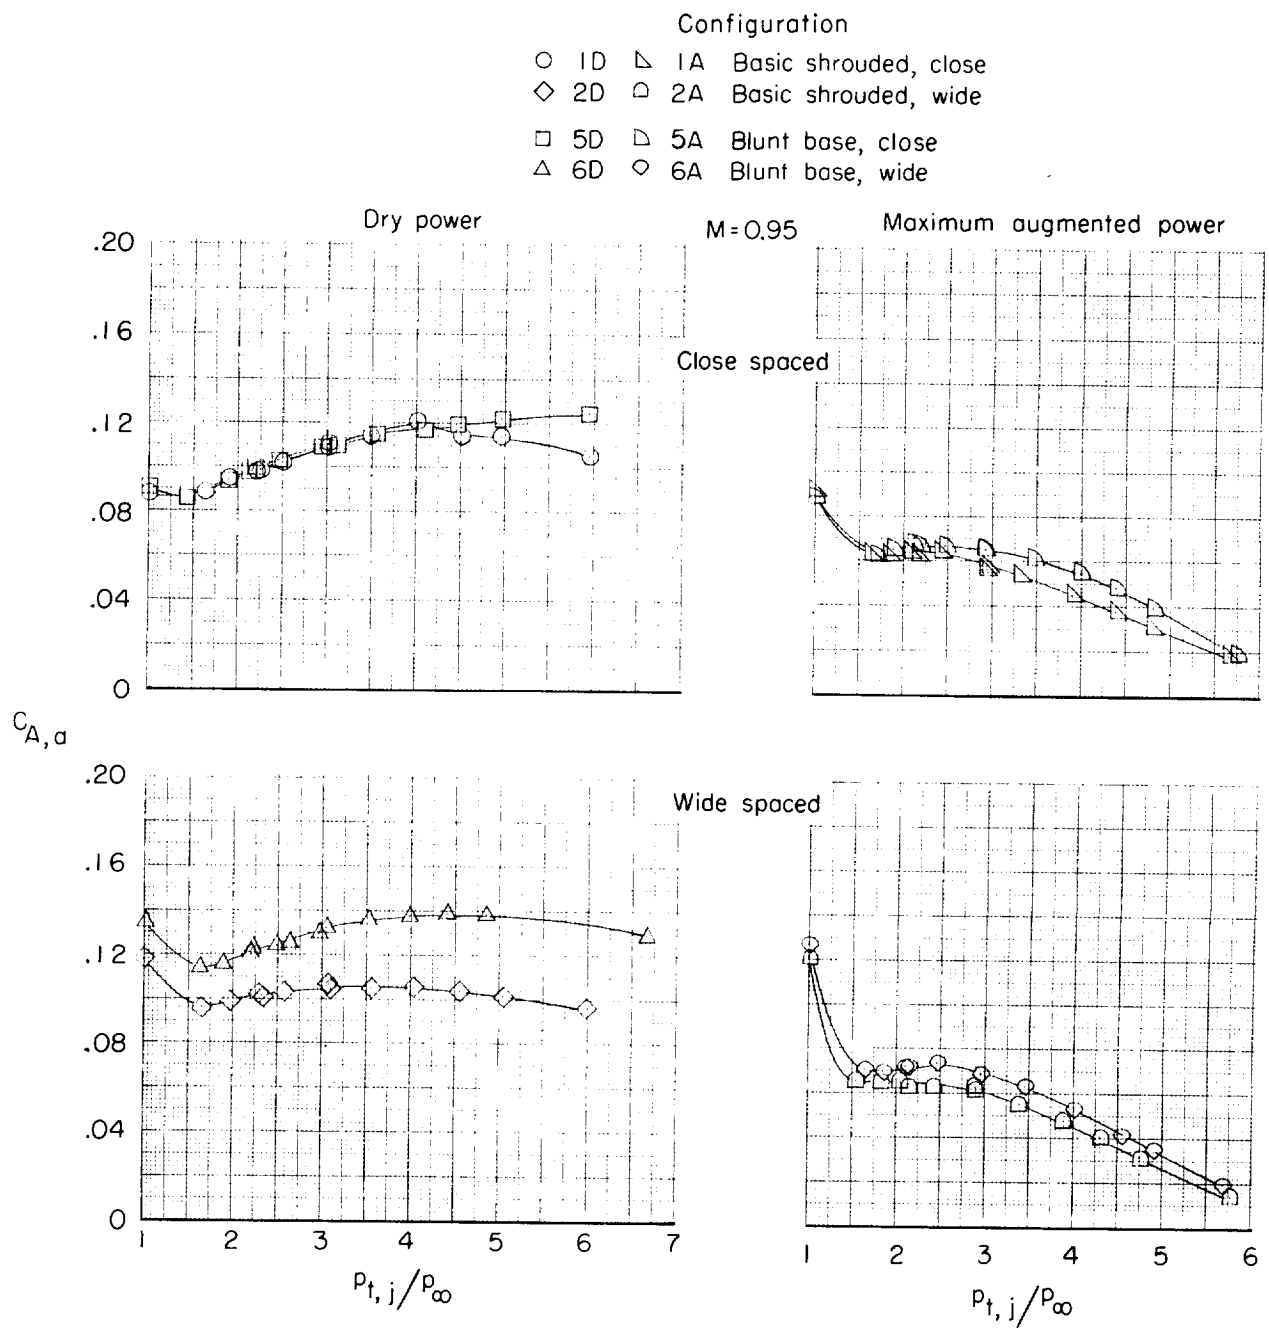 Configuration
1D 1A Basic shrouded, close
2D 2A Basic shrouded, wide
5D 5A Blunt base, close
6D 6A Blunt base, wide
Dry power
M = 0.95
Maximum augmented power
.20
.16
Close spaced
.12
.08
.04
0
C_A,a
.20
Wide spaced
.16
.12
.08
.04
0
1 2 3 4 5 6 7
1 2 3 4 5 6
p_t,j/p_∞
p_t,j/p_∞